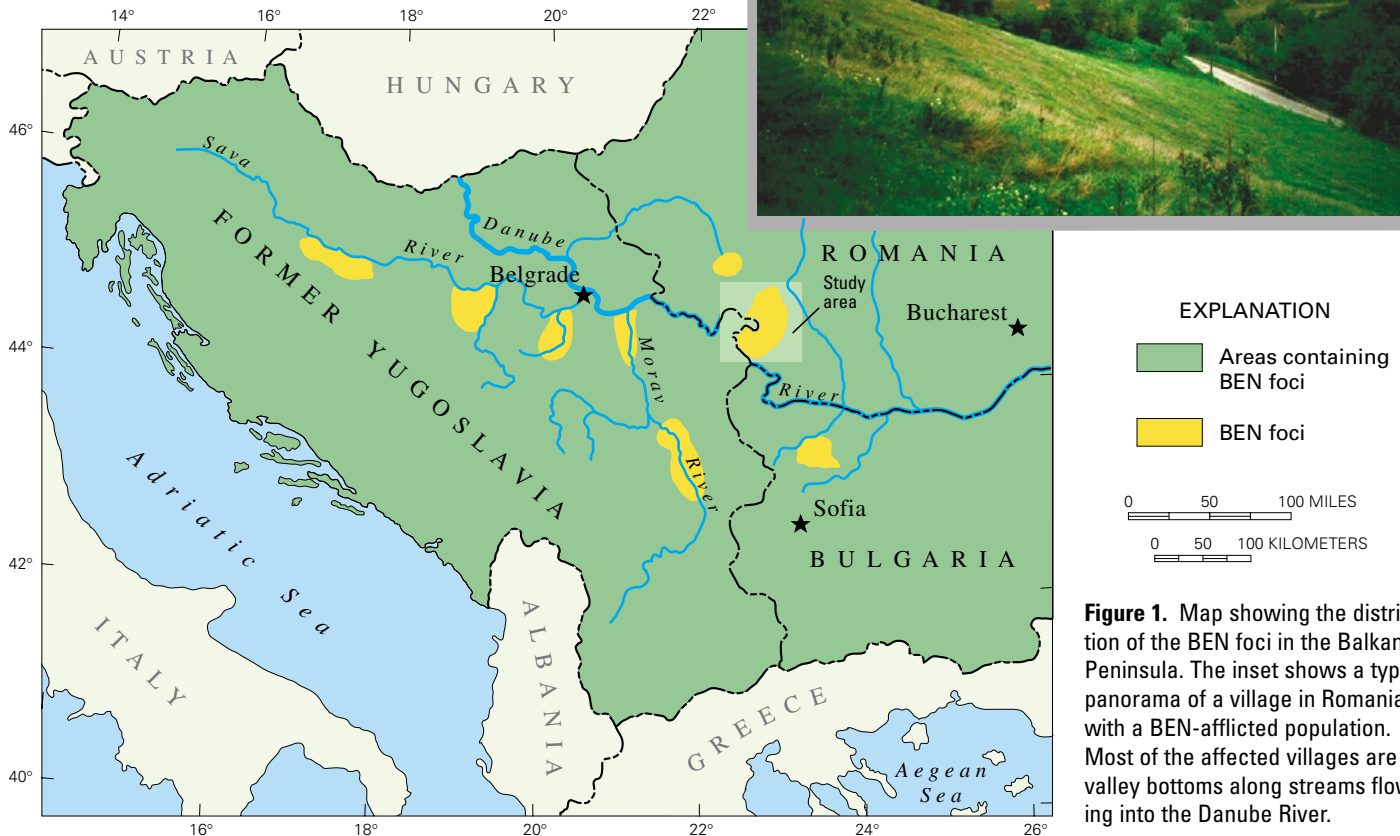 14°
16°
18°
20°
22°
AUSTRIA
HUNGARY
46°
Sava
FORMER YUGOSLAVIA
River
Danube
Belgrade
ROMANIA
Study
area
Bucharest
44°
Morav
River
River
Sofia
BULGARIA
Adriatic Sea
42°
ITALY
ALBANIA
GREECE
Aegean
Sea
40°
16°
18°
20°
22°
24°
26°
EXPLANATION
Areas containing
BEN foci
BEN foci
0 50 100 MILES
0 50 100 KILOMETERS
Figure 1. Map showing the distri
tion of the BEN foci in the Balkan
Peninsula. The inset shows a typ
panorama of a village in Romania
with a BEN-afflicted population.
Most of the affected villages are
valley bottoms along streams flow
ing into the Danube River.